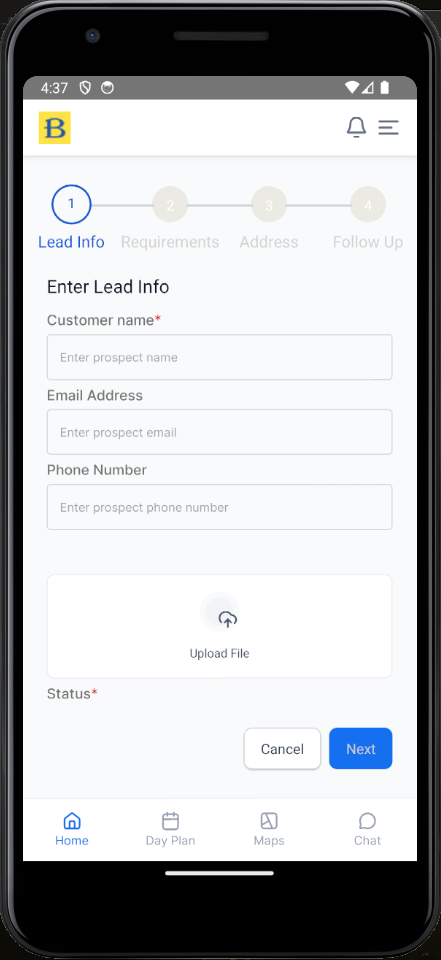 4:37
B
1 2 3 4
Lead Info Requirements Address Follow Up
Enter Lead Info
Customer name*
Enter prospect name
Email Address
Enter prospect email
Phone Number
Enter prospect phone number
Upload File
Status*
Cancel Next
Home Day Plan Maps Chat